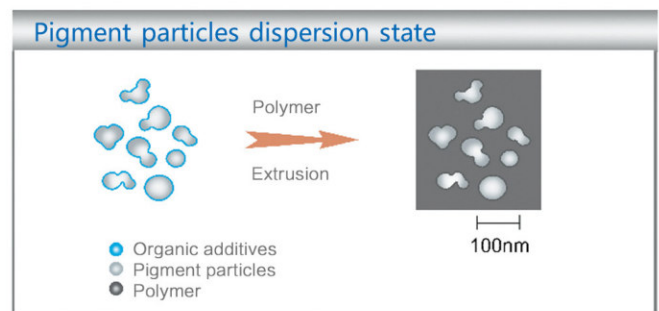 Pigment particles dispersion state
Polymer
Extrusion
100nm
Organic additives
Pigment particles
Polymer